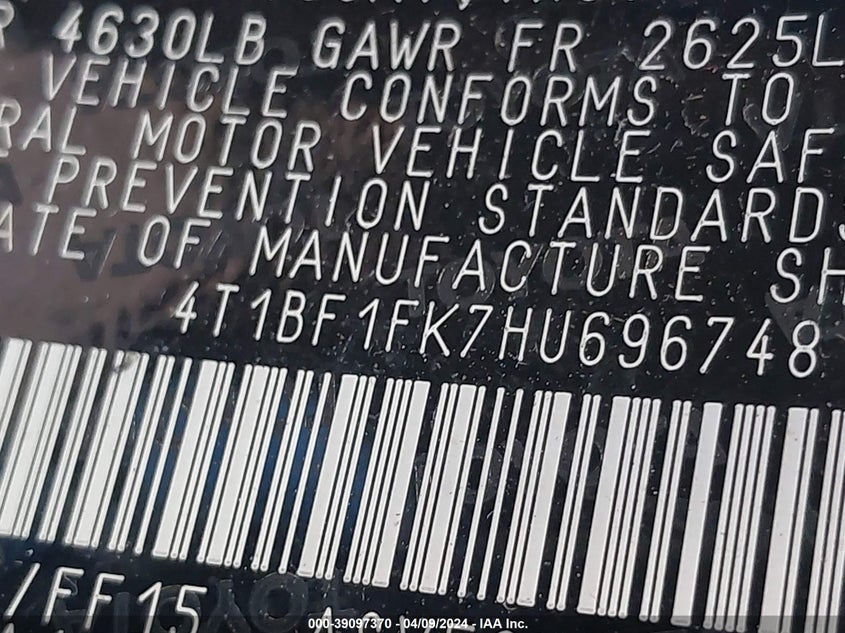 4630LB GAWR FR 2625L
VEHICLE CONFORMS TO
RAL MOTOR VEHICLE SAF
PREVENTION STANDARDS
ATE OF MANUFACTURE SH
4T1BF1FK7HU696748
/FF15
000-39097370 - 04/09/2024 - IAA Inc.